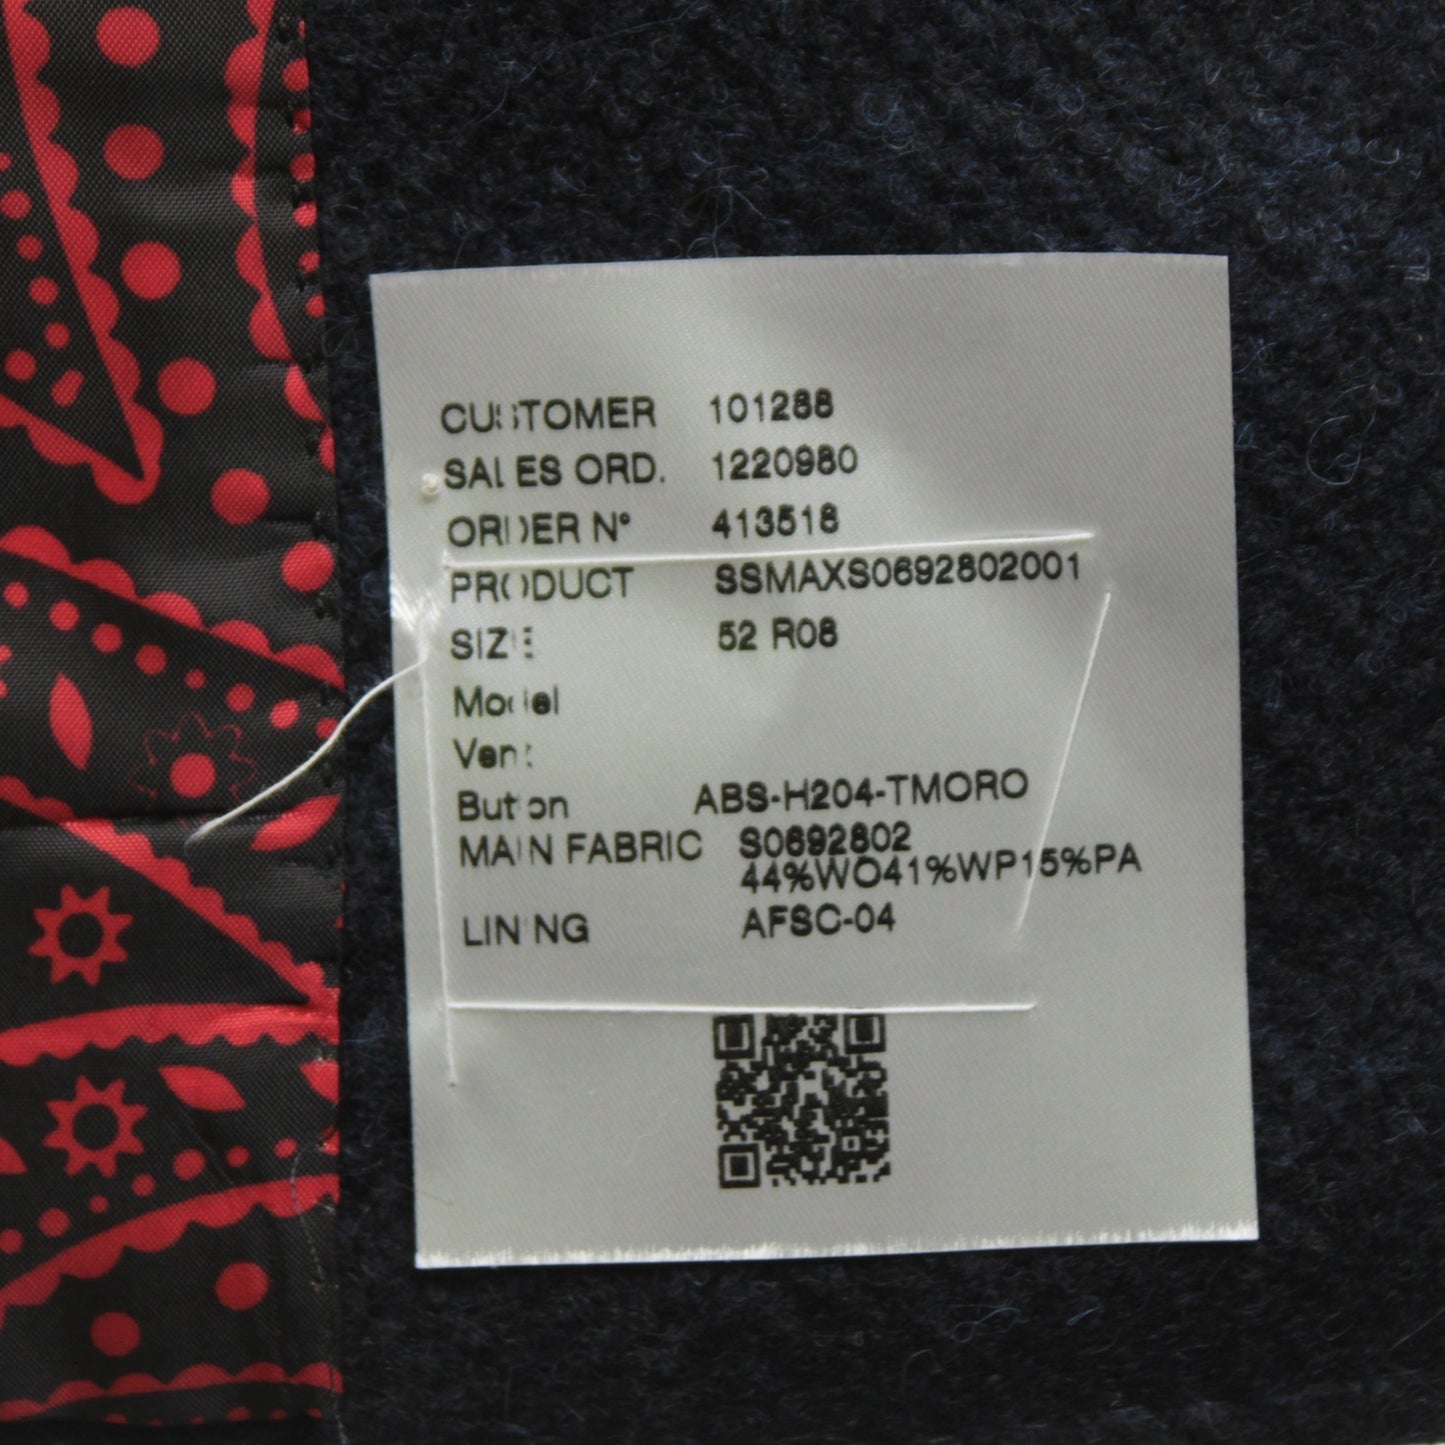 CUSTOMER 101288
SALES ORD. 1220980
ORDER N° 413518
PRODUCT SSMAXS0692802001
SIZE 52 R08
Model
Vent
Button ABS-H204-TMORO
MAIN FABRIC S0692802
44%WO41%WP15%PA
LINING AFSC-04